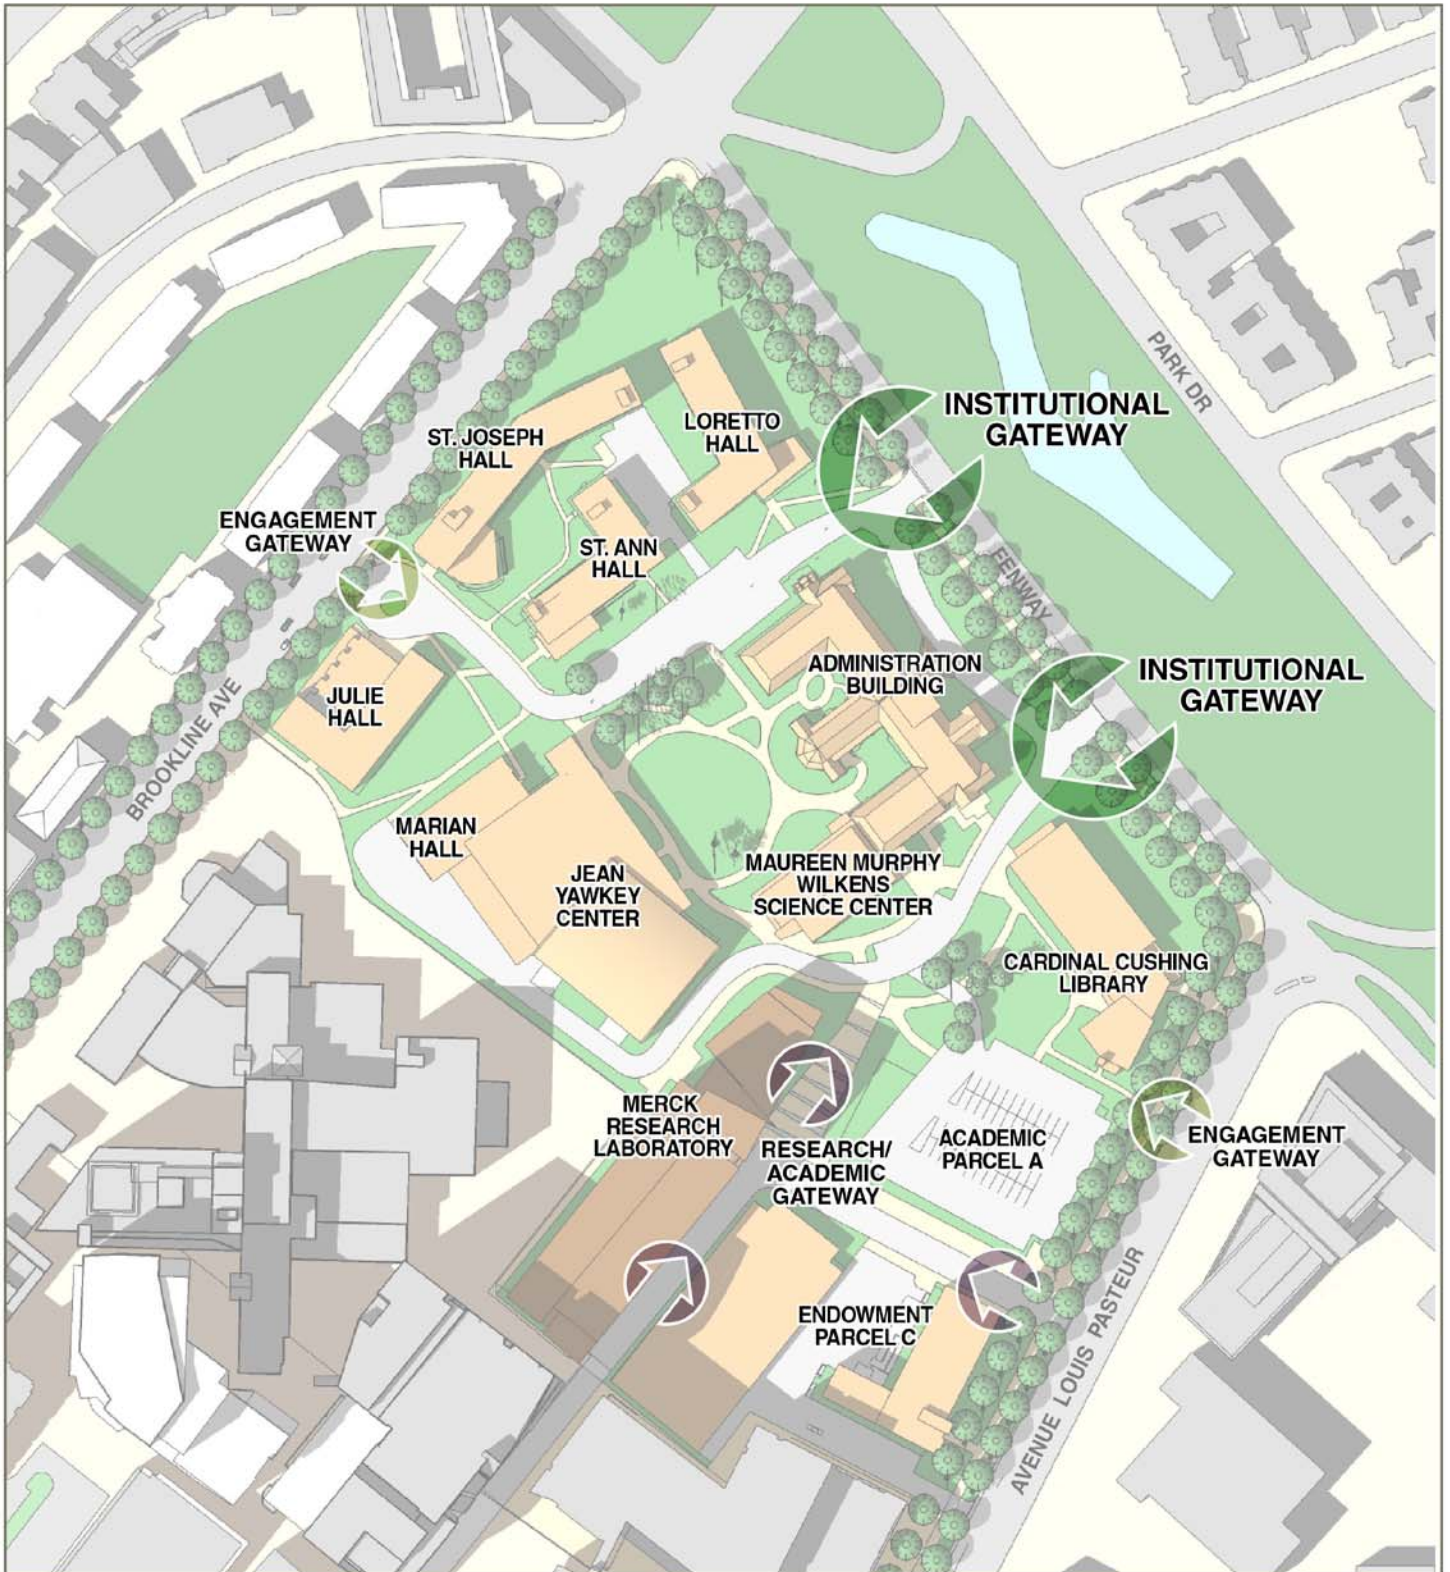 PARK DR
INSTITUTIONAL
GATEWAY
LORETTO
HALL
ST. JOSEPH
HALL
ENGAGEMENT
GATEWAY
ST. ANN
HALL
FENWAY
ADMINISTRATION
BUILDING
INSTITUTIONAL
GATEWAY
JULIE
HALL
BROOKLINE AVE
MARIAN
HALL
JEAN
YAWKEY
CENTER
MAUREEN MURPHY
WILKENS
SCIENCE CENTER
CARDINAL CUSHING
LIBRARY
MERCK
RESEARCH
LABORATORY
RESEARCH/
ACADEMIC
GATEWAY
ACADEMIC
PARCEL A
ENGAGEMENT
GATEWAY
ENDOWMENT
PARCEL C
AVENUE LOUIS PASTEUR